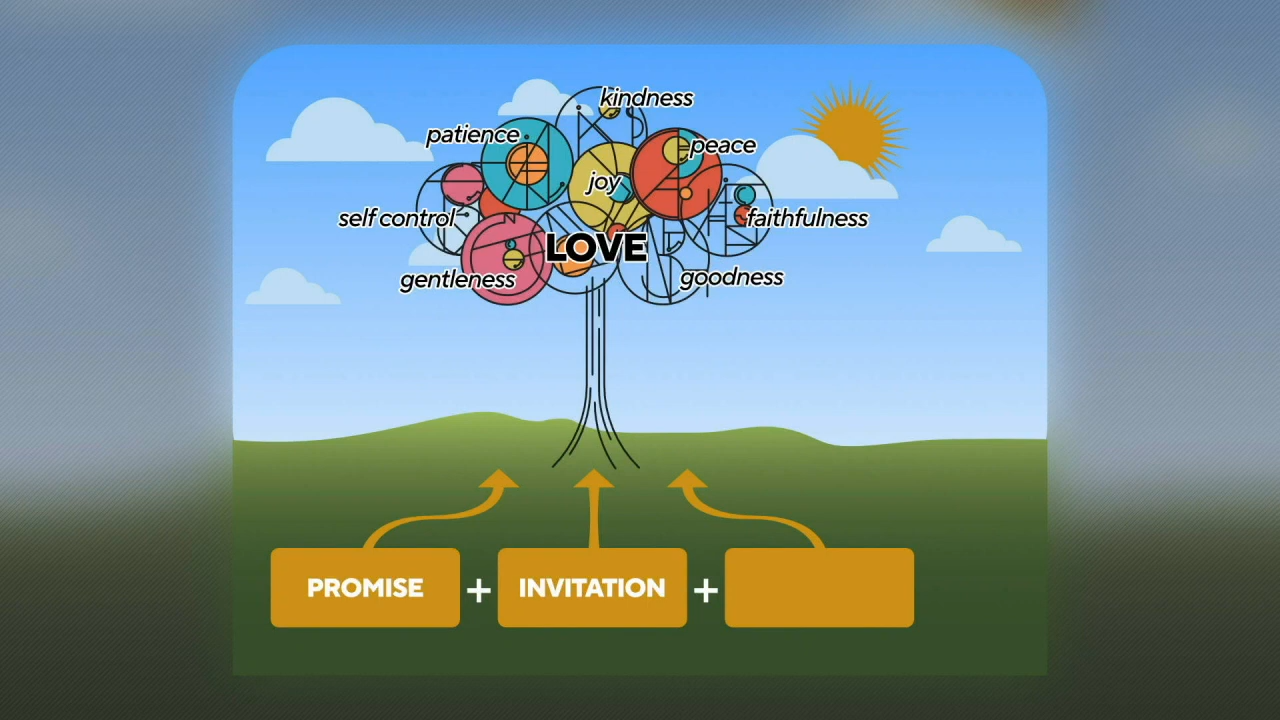 kindness
patience
peace
joy
self control
faithfulness
LOVE
gentleness
goodness
PROMISE + INVITATION +